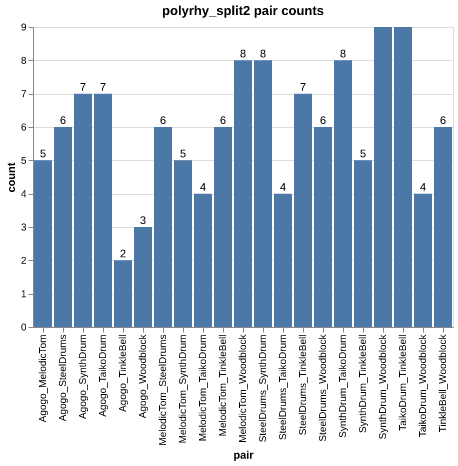 polyrhy_split2 pair counts
count
9
8
7
6
5
4
3
2
1
0
5
6
7
7
2
3
6
5
4
6
8
8
4
7
6
8
5
4
6
Agogo_MelodicTom
Agogo_SteelDrums
Agogo_SynthDrum
Agogo_TaikoDrum
Agogo_TinkleBell
Agogo_Woodblock
MelodicTom_SteelDrums
MelodicTom_SynthDrum
MelodicTom_TaikoDrum
MelodicTom_TinkleBell
MelodicTom_Woodblock
SteelDrums_SynthDrum
SteelDrums_TaikoDrum
SteelDrums_TinkleBell
SteelDrums_Woodblock
SynthDrum_TaikoDrum
SynthDrum_TinkleBell
SynthDrum_Woodblock
TaikoDrum_TinkleBell
TaikoDrum_Woodblock
TinkleBell_Woodblock
pair